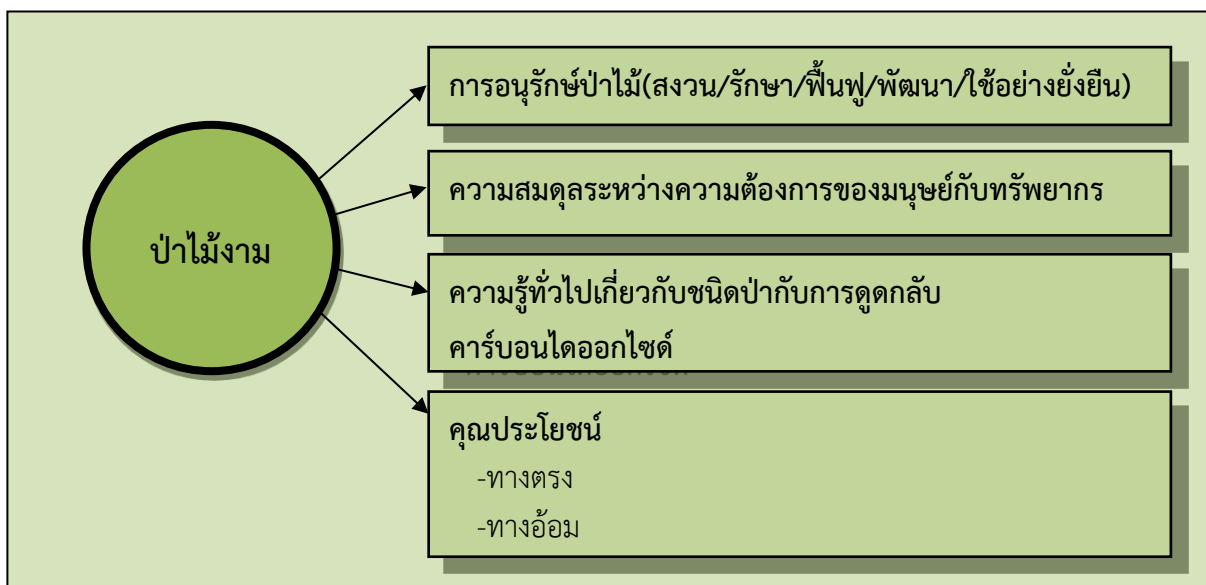 การอนุรักษ์ป่าไม้(สงวน/รักษา/ฟื้นฟู/พัฒนา/ใช้อย่างยั่งยืน)
ความสมดุลระหว่างความต้องการของมนุษย์กับทรัพยากร
ป่าไม้งาม
ความรู้ทั่วไปเกี่ยวกับชนิดป่ากับการดูดกลับ
คาร์บอนไดออกไซด์
คุณประโยชน์
-ทางตรง
-ทางอ้อม